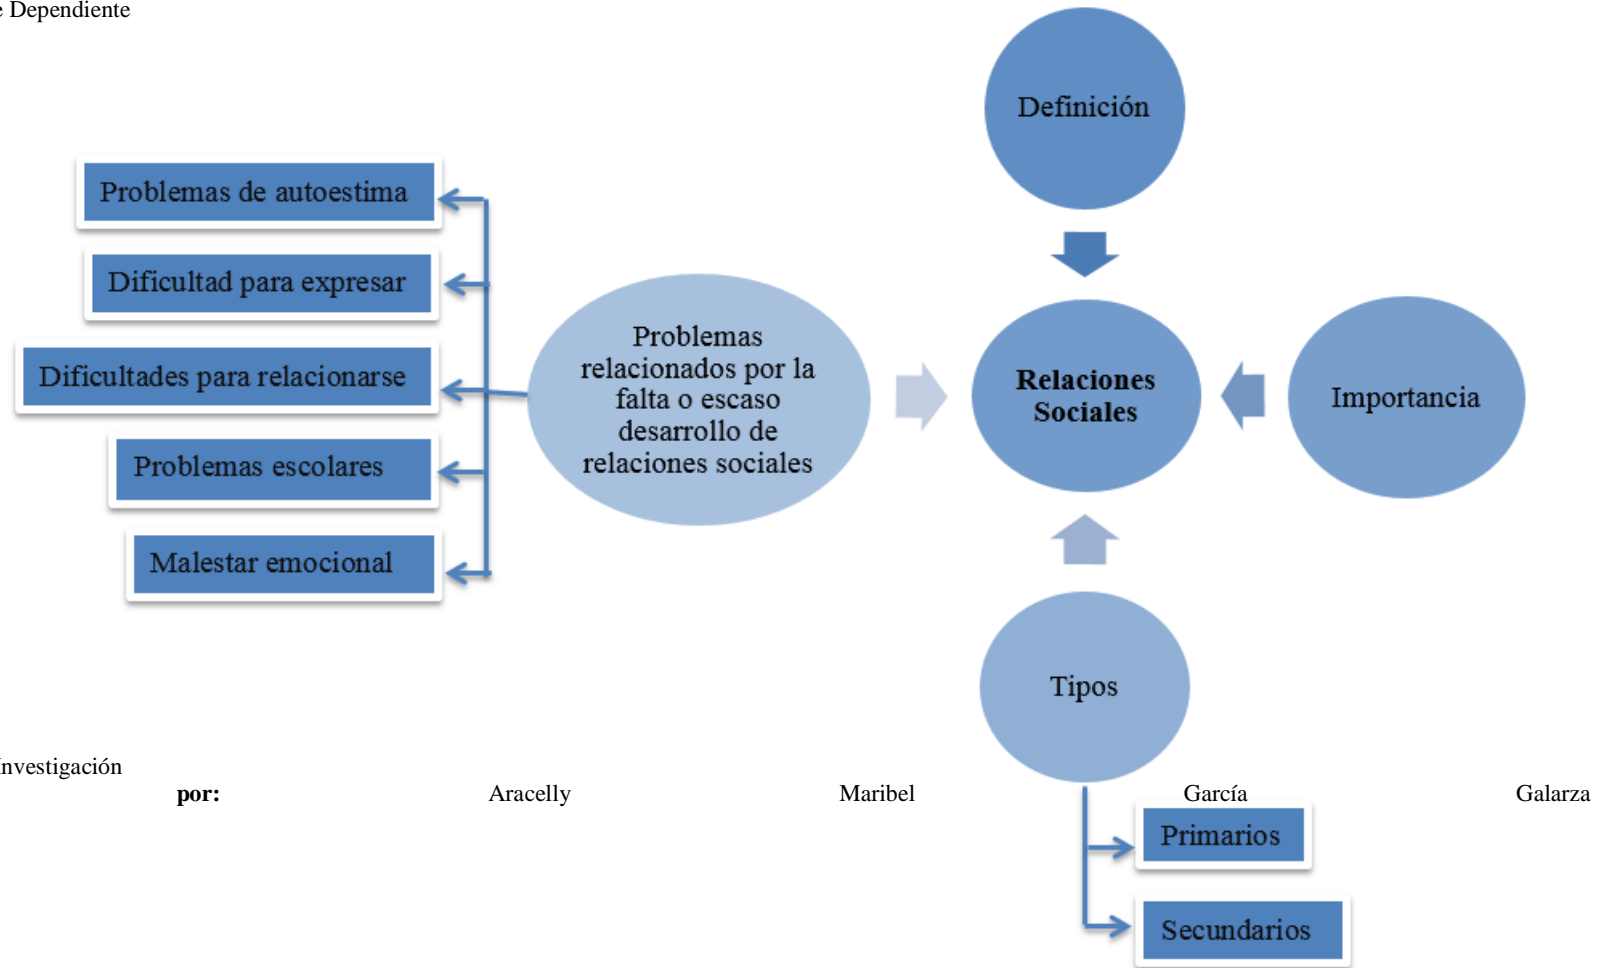 e Dependiente
Definición
Problemas de autoestima
Dificultad para expresar
Dificultades para relacionarse
Problemas escolares
Malestar emocional
Problemas
relacionados por la
falta o escaso
desarrollo de
relaciones sociales
Relaciones
Sociales
Importancia
Tipos
Investigación
por: Aracelly Maribel García Galarza
Primarios
Secundarios